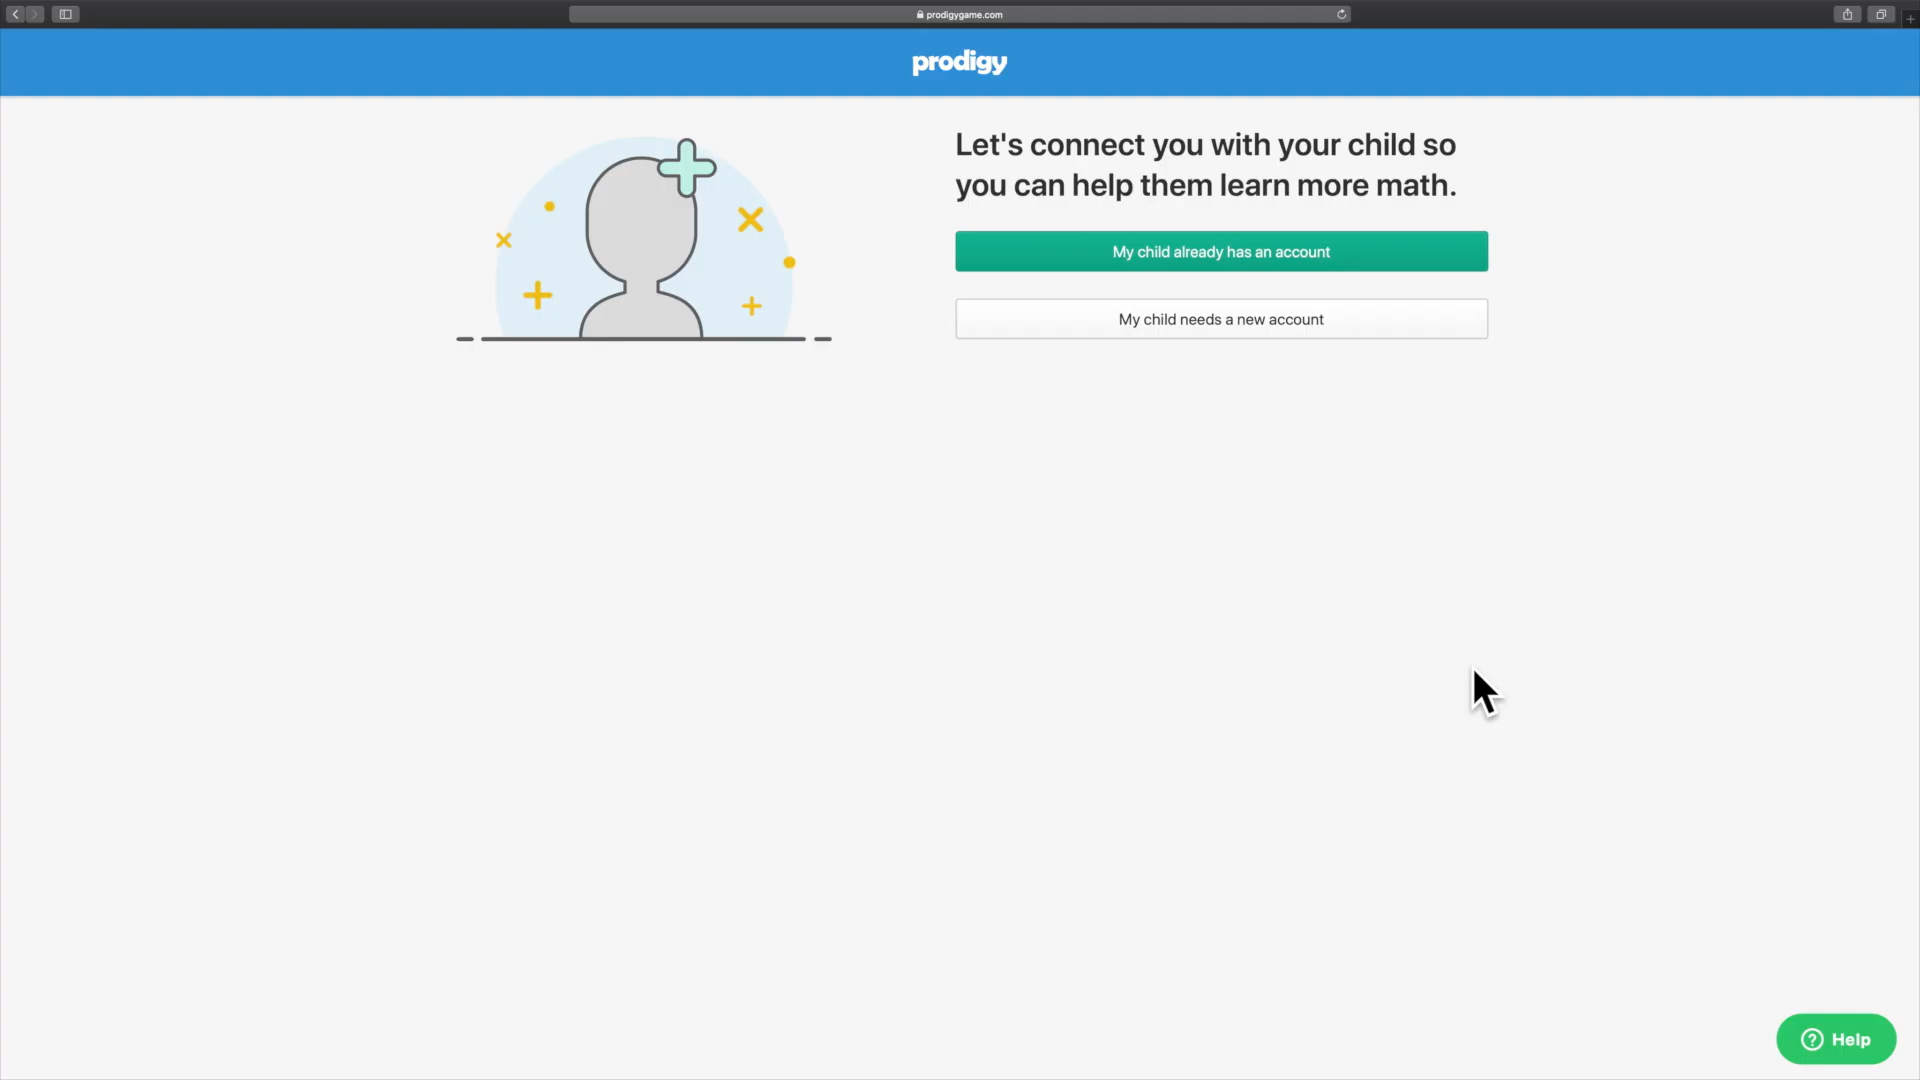 prodigygame.com
prodigy
Let's connect you with your child so
you can help them learn more math.
My child already has an account
My child needs a new account
Help